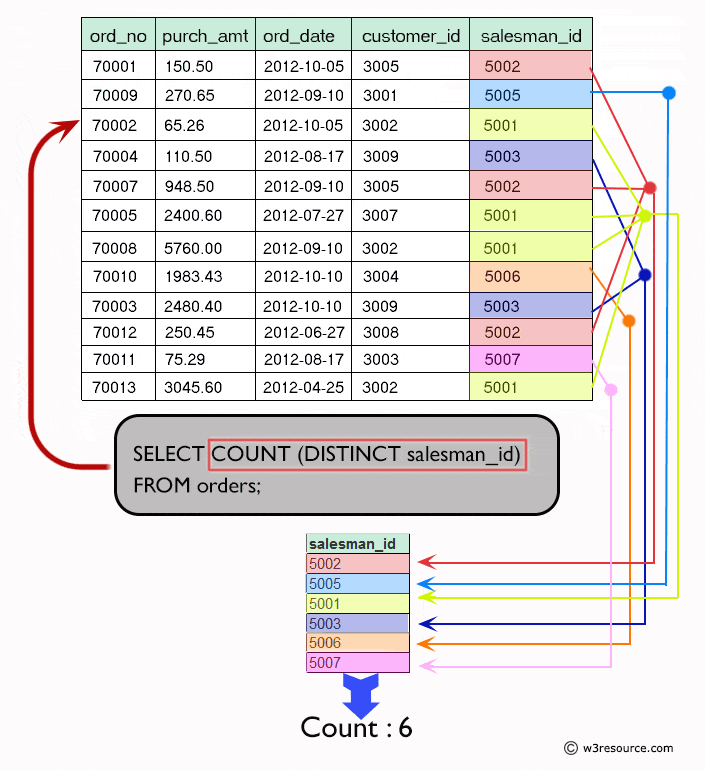 ord_no purch_amt ord_date customer_id salesman_id
70001 150.50 2012-10-05 3005 5002
70009 270.65 2012-09-10 3001 5005
70002 65.26 2012-10-05 3002 5001
70004 110.50 2012-08-17 3009 5003
70007 948.50 2012-09-10 3005 5002
70005 2400.60 2012-07-27 3007 5001
70008 5760.00 2012-09-10 3002 5001
70010 1983.43 2012-10-10 3004 5006
70003 2480.40 2012-10-10 3009 5003
70012 250.45 2012-06-27 3008 5002
70011 75.29 2012-08-17 3003 5007
70013 3045.60 2012-04-25 3002 5001
SELECT COUNT (DISTINCT salesman_id)
FROM orders;
salesman_id
5002
5005
5001
5003
5006
5007
Count : 6
© w3resource.com